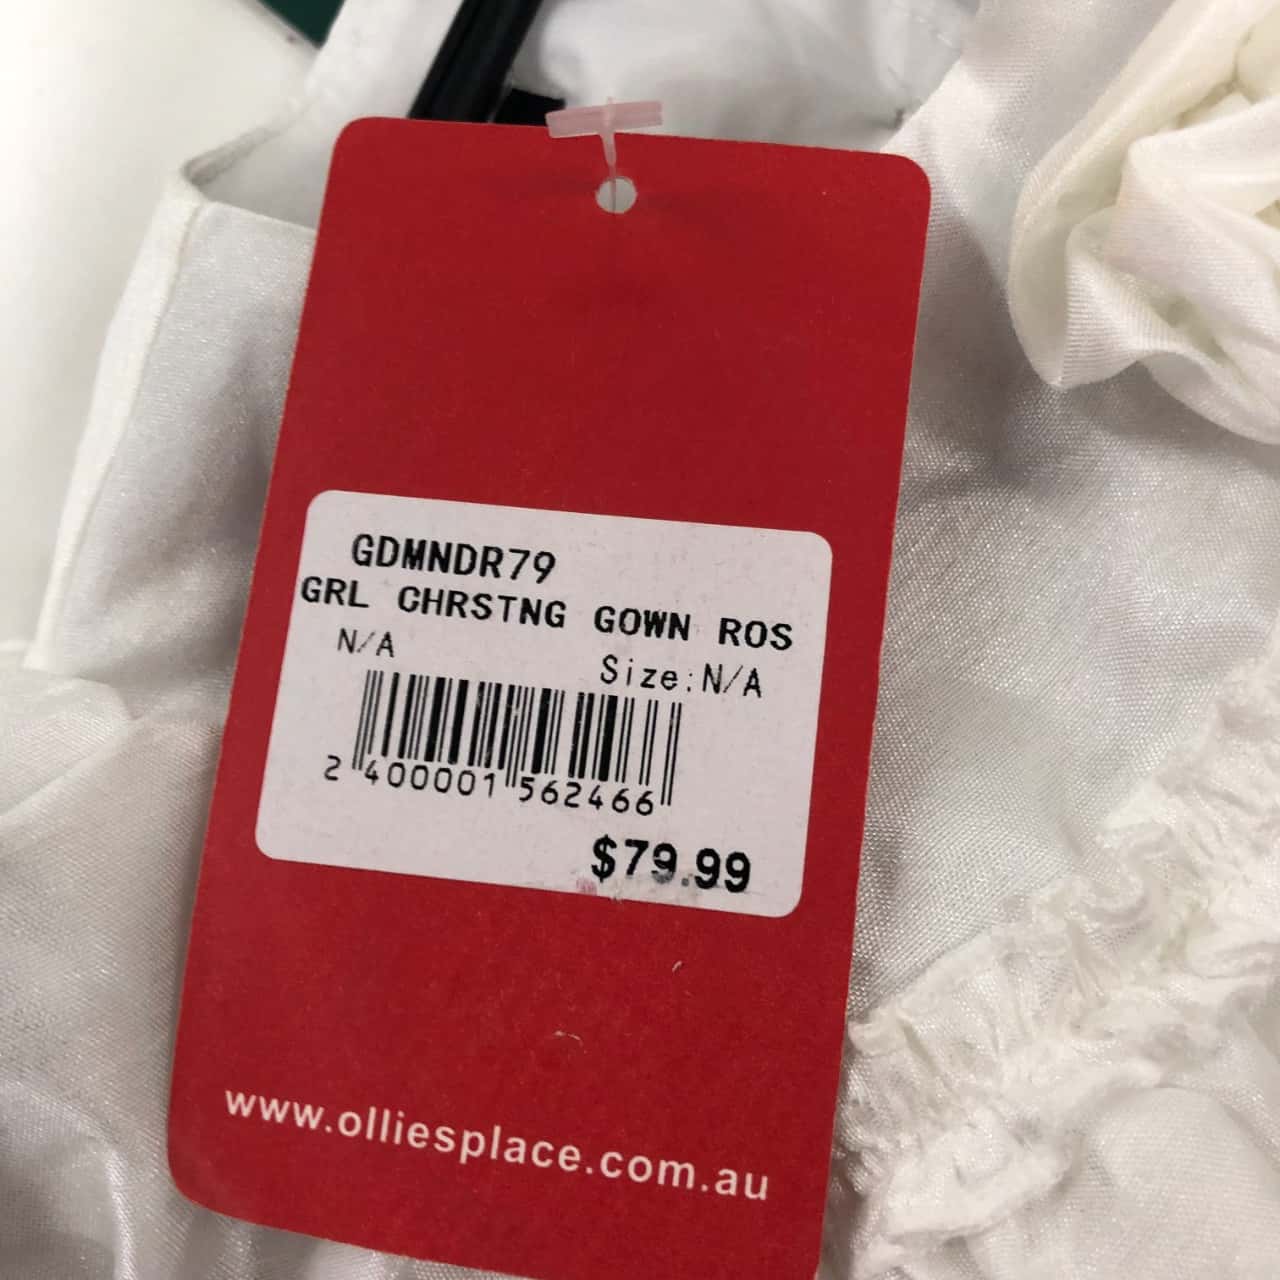 GDMNDR79
GRL CHRSTNG GOWN ROS
N/A
Size:N/A
2 400001 562466
$79.99
www.olliesplace.com.au